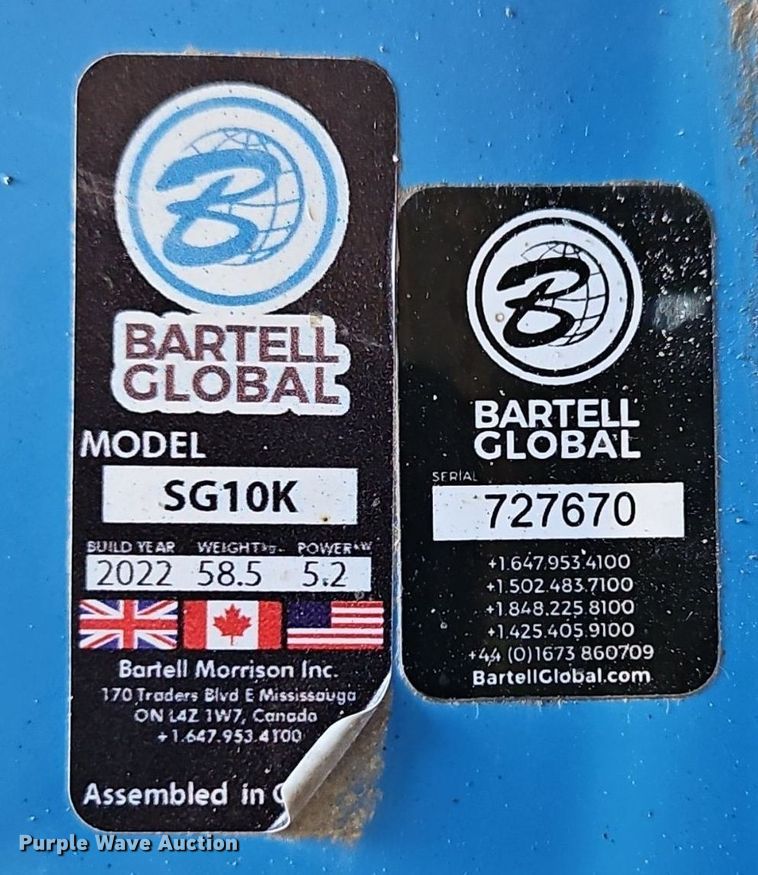 B
BARTELL
GLOBAL
MODEL
SG10K
BUILD YEAR WEIGHT POWER
2022 58.5 5.2
Bartell Morrison Inc.
170 Traders Blvd E Mississauga
ON L4Z 1W7, Canada
+1.647.953.4100
Assembled in
B
BARTELL
GLOBAL
SERIAL
727670
+1.647.953.4100
+1.502.483.7100
+1.848.225.8100
+1.425.405.9100
+44 (0)1673 860709
BartellGlobal.com
Purple Wave Auction